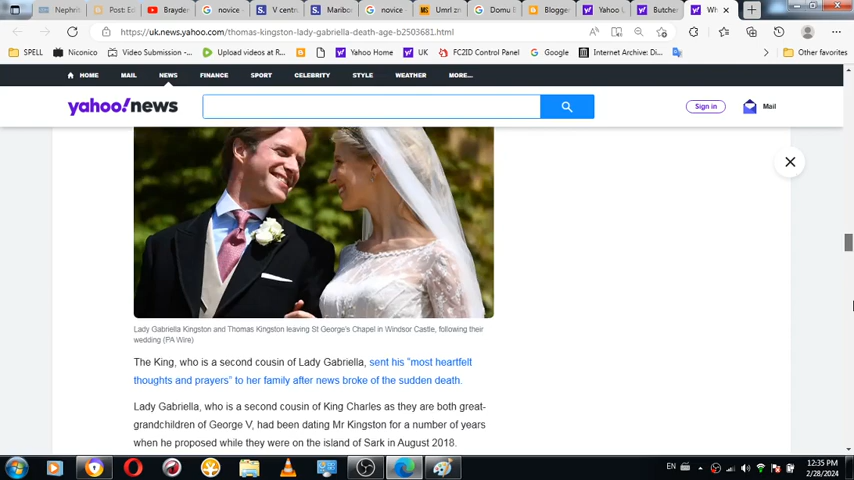 Nephrit
Post: Ed
Brayder
novice
V centr
Maribor
novice
Umrl zn
Domu B
Blogger
Yahoo U
Butcher
Wh
https://uk.news.yahoo.com/thomas-kingston-lady-gabriella-death-age-b2503681.html
SPELL
Niconico
Video Submission -...
Upload videos at R...
Yahoo Home
UK
FC2ID Control Panel
Google
Internet Archive: Di...
Other favorites
HOME
MAIL
NEWS
FINANCE
SPORT
CELEBRITY
STYLE
WEATHER
MORE...
yahoo!news
Sign in
Mail
Lady Gabriella Kingston and Thomas Kingston leaving St George's Chapel in Windsor Castle, following their
wedding (PA Wire)
The King, who is a second cousin of Lady Gabriella, sent his "most heartfelt
thoughts and prayers" to her family after news broke of the sudden death.
Lady Gabriella, who is a second cousin of King Charles as they are both great-
grandchildren of George V, had been dating Mr Kingston for a number of years
when he proposed while they were on the island of Sark in August 2018.
EN
12:35 PM
2/28/2024